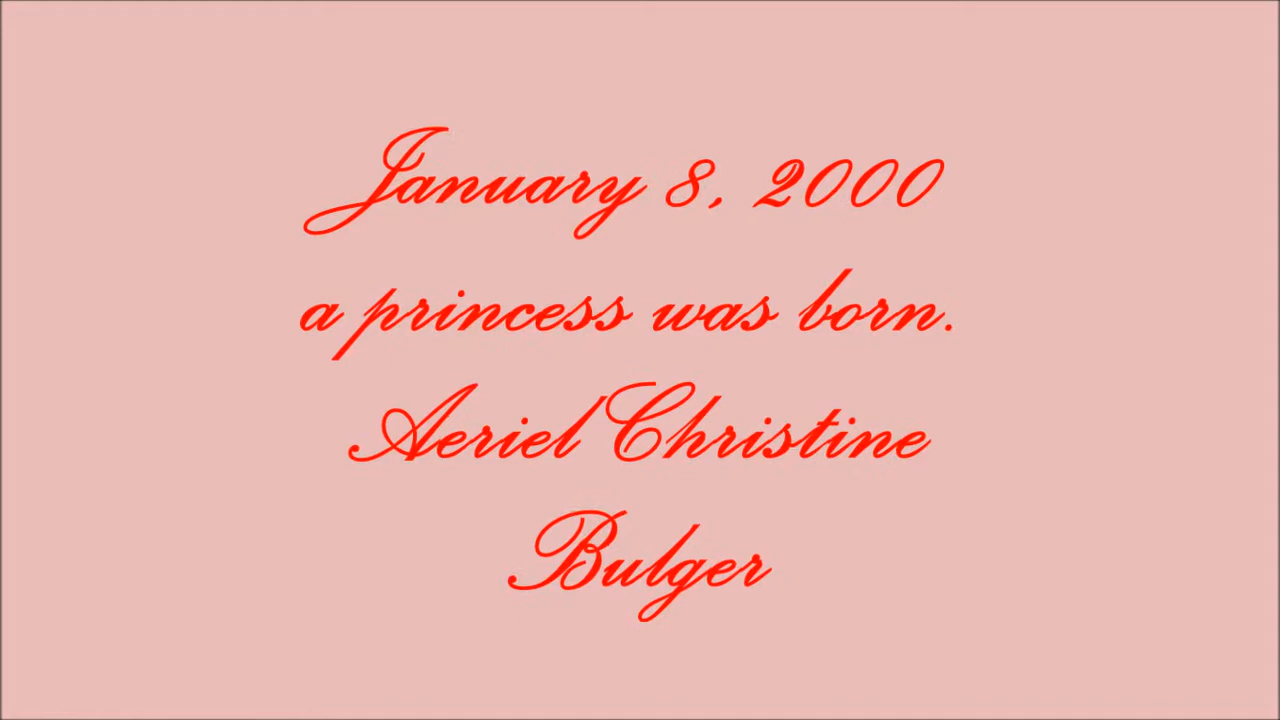 January 8, 2000
a princess was born.
Aeriel Christine
Bulger